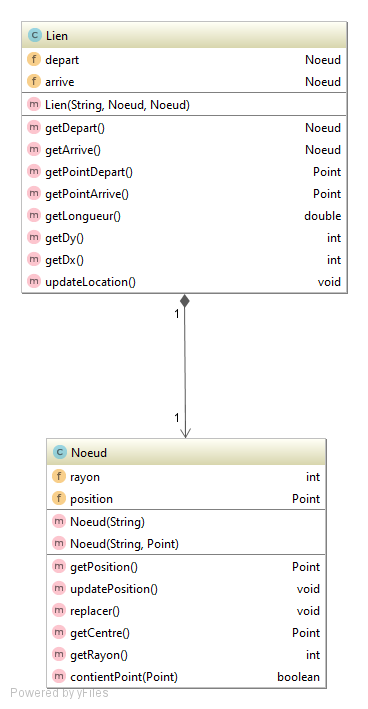 C Lien
f depart Noeud
f arrive Noeud
m Lien(String, Noeud, Noeud)
m getDepart() Noeud
m getArrive() Noeud
m getPointDepart() Point
m getPointArrive() Point
m getLongueur() double
m getDy() int
m getDx() int
m updateLocation() void
1
1
C Noeud
f rayon int
f position Point
m Noeud(String)
m Noeud(String, Point)
m getPosition() Point
m updatePosition() void
m replacer() void
m getCentre() Point
m getRayon() int
m contientPoint(Point) boolean
Powered by yFiles